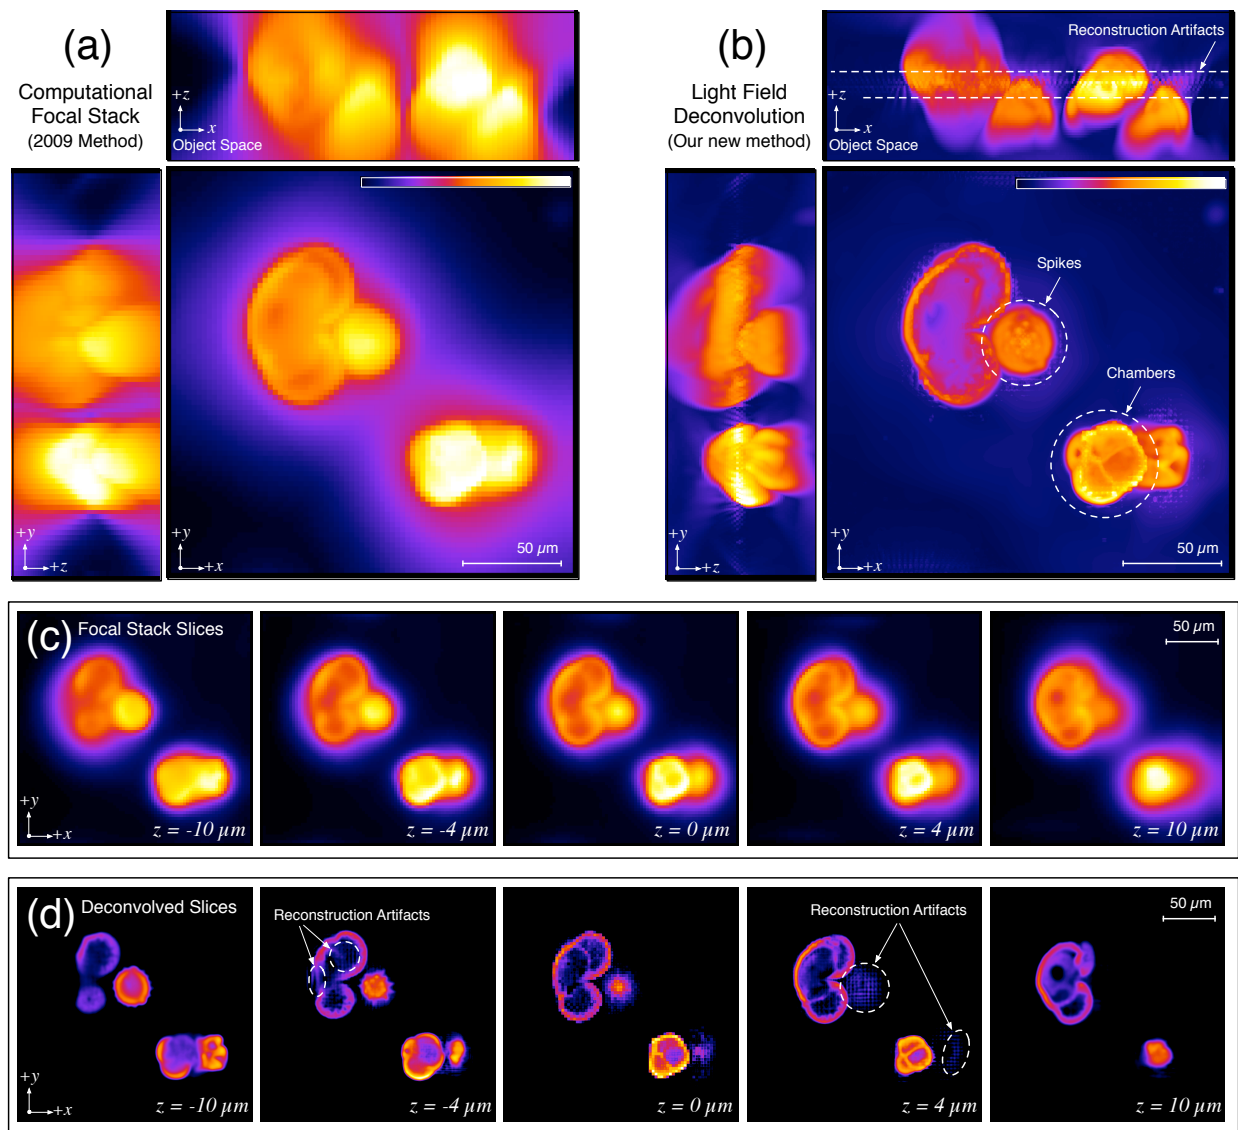 (a)
Computational
Focal Stack
(2009 Method)
+z
x
Object Space
+y
+z
+y
+x
50 µm
(b)
Light Field
Deconvolution
(Our new method)
Reconstruction Artifacts
+z
x
Object Space
Spikes
Chambers
+y
+z
+y
+x
50 µm
(c) Focal Stack Slices
50 µm
+y
+x
z = -10 µm
z = -4 µm
z = 0 µm
z = 4 µm
z = 10 µm
(d) Deconvolved Slices
Reconstruction Artifacts
Reconstruction Artifacts
50 µm
+y
+x
z = -10 µm
z = -4 µm
z = 0 µm
z = 4 µm
z = 10 µm